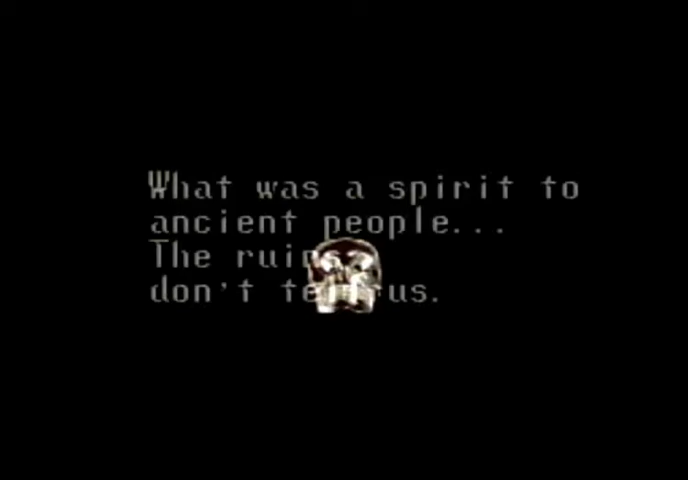 What was a spirit to
ancient people...
The ruins
don't tell us.